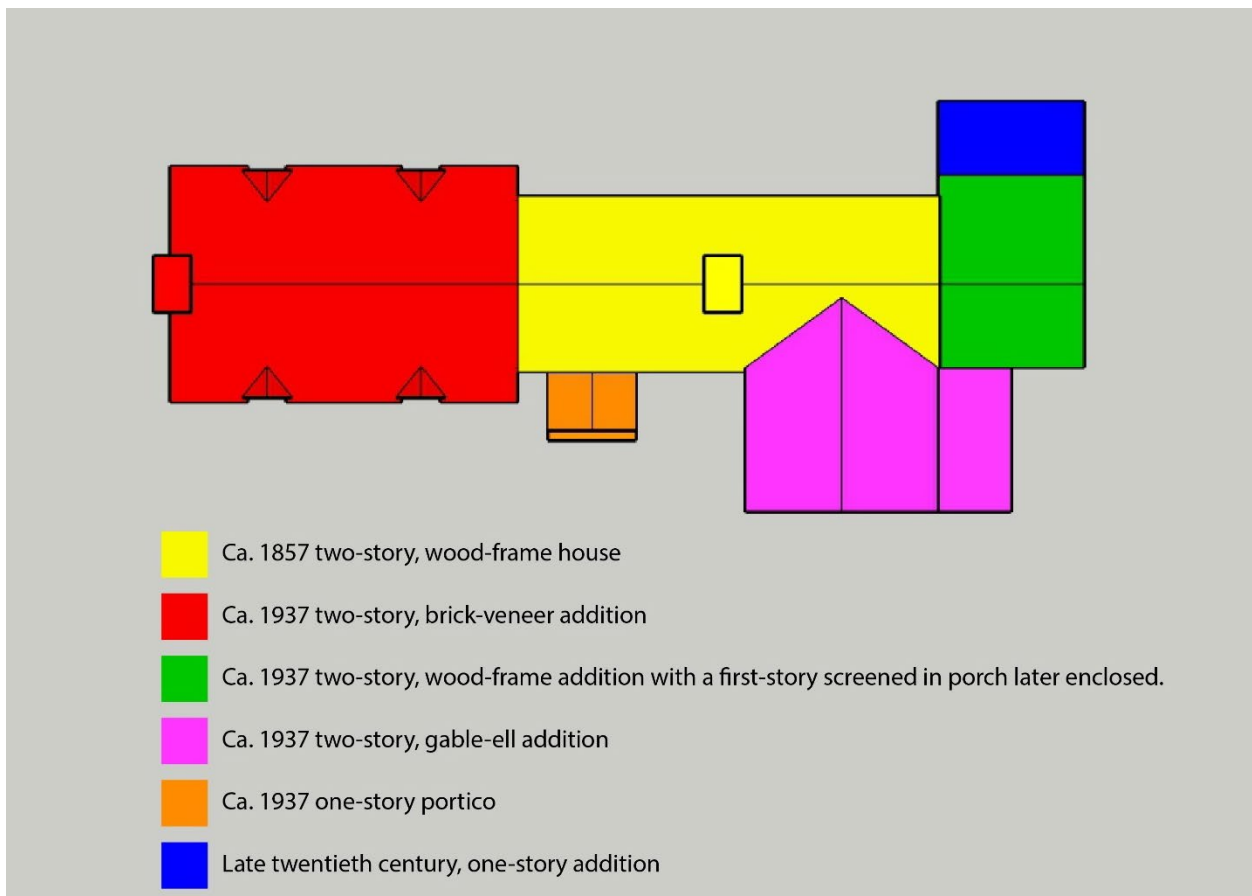 Ca. 1857 two-story, wood-frame house
Ca. 1937 two-story, brick-veneer addition
Ca. 1937 two-story, wood-frame addition with a first-story screened in porch later enclosed.
Ca. 1937 two-story, gable-ell addition
Ca. 1937 one-story portico
Late twentieth century, one-story addition